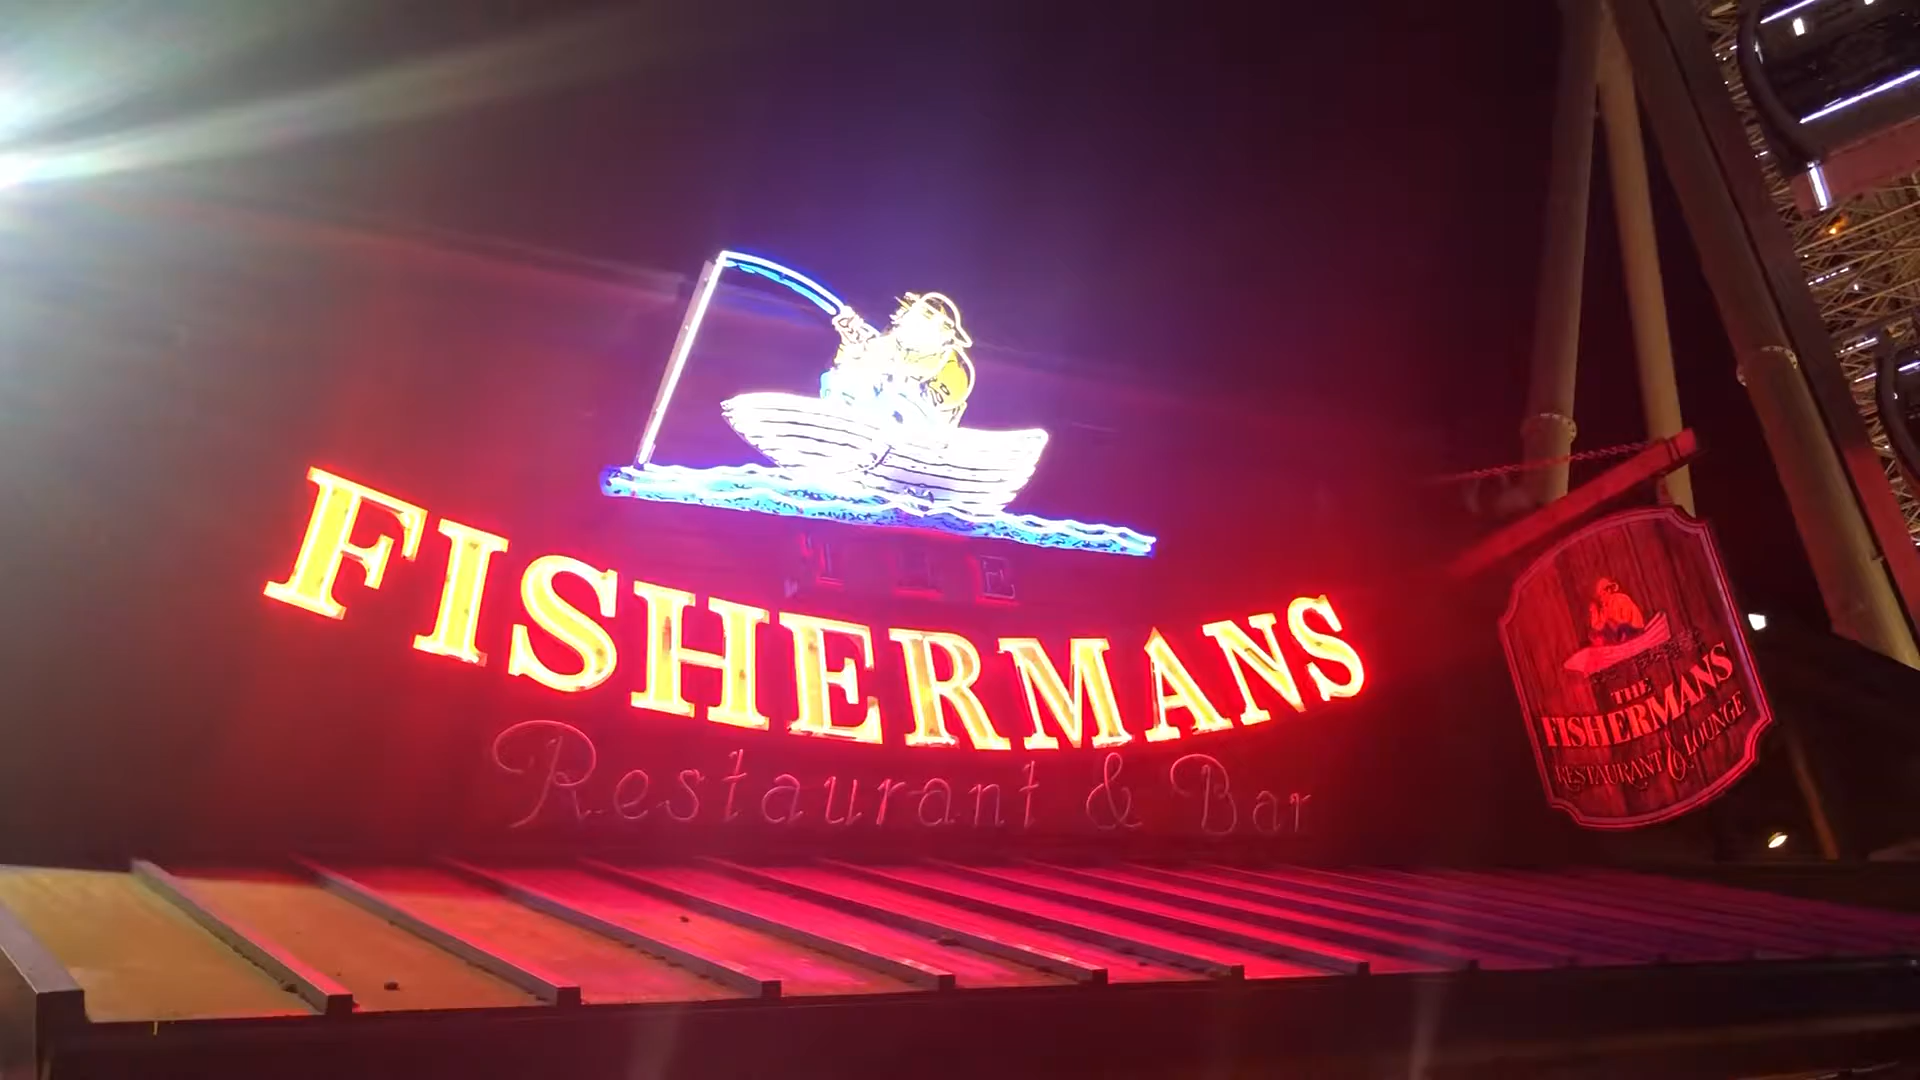 THE
FISHERMANS
Restaurant & Bar
THE
FISHERMANS
RESTAURANT & LOUNGE